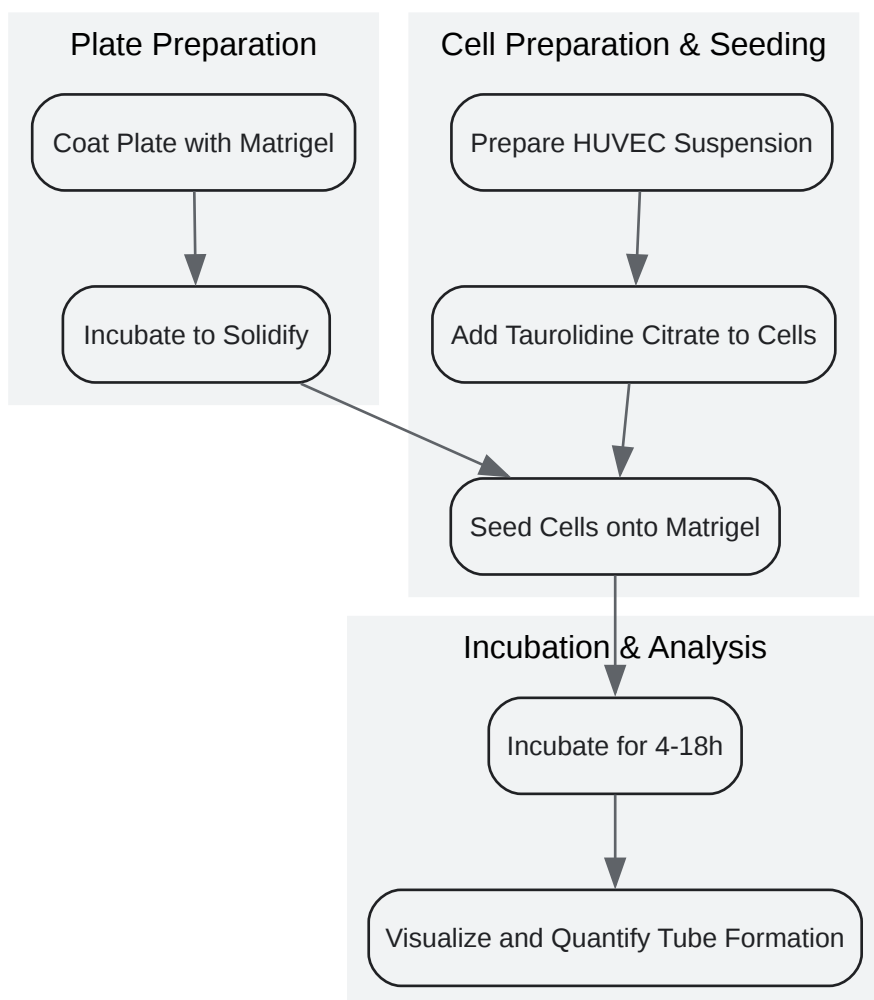 Plate Preparation
Coat Plate with Matrigel
Incubate to Solidify
Cell Preparation & Seeding
Prepare HUVEC Suspension
Add Taurolidine Citrate to Cells
Seed Cells onto Matrigel
Incubation & Analysis
Incubate for 4-18h
Visualize and Quantify Tube Formation